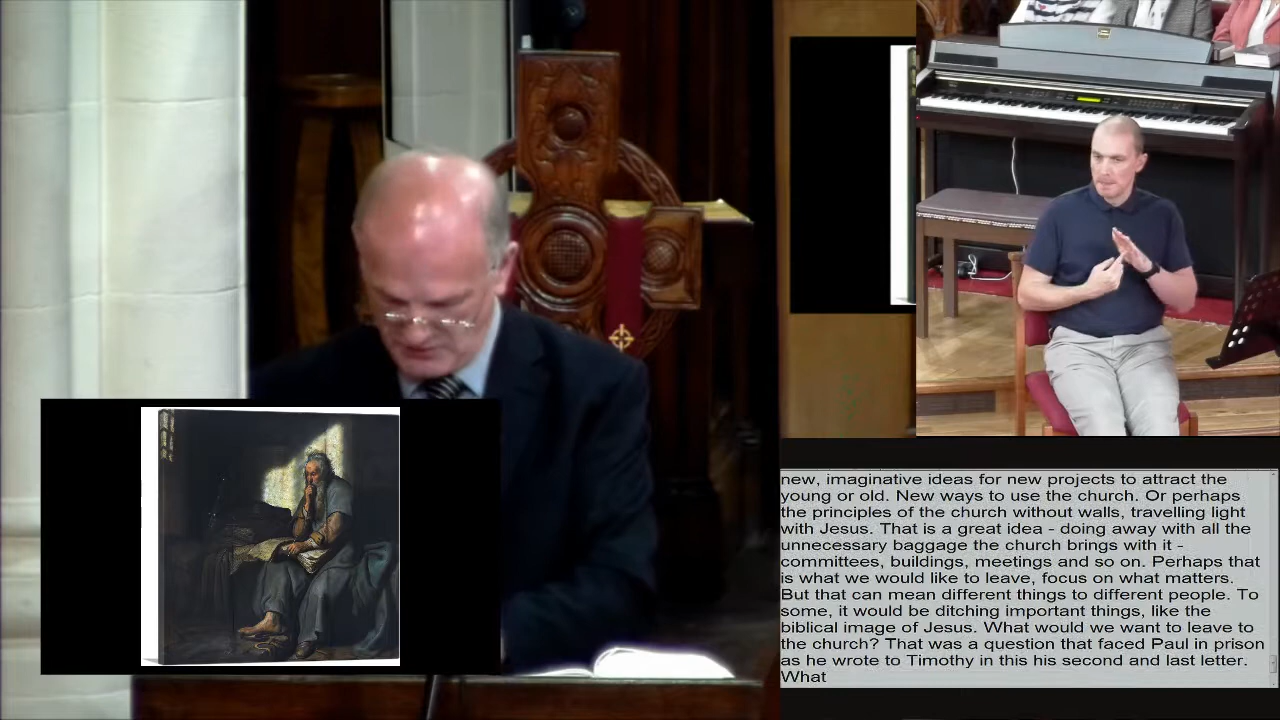 new, imaginative ideas for new projects to attract the
young or old. New ways to use the church. Or perhaps
the principles of the church without walls, travelling light
with Jesus. That is a great idea - doing away with all the
unnecessary baggage the church brings with it -
committees, buildings, meetings and so on. Perhaps that
is what we would like to leave, focus on what matters.
But that can mean different things to different people. To
some, it would be ditching important things, like the
biblical image of Jesus. What would we want to leave to
the church? That was a question that faced Paul in prison
as he wrote to Timothy in this his second and last letter.
What